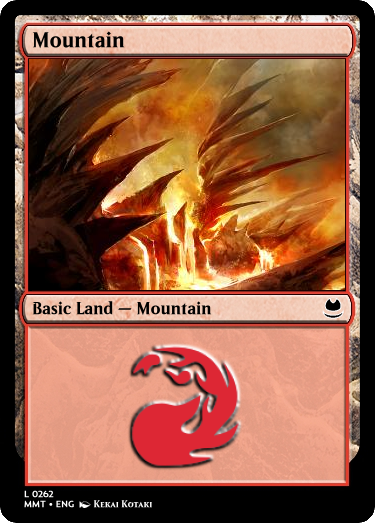 Mountain
Basic Land — Mountain
L 0262
MMT • ENG Kekai Kotaki